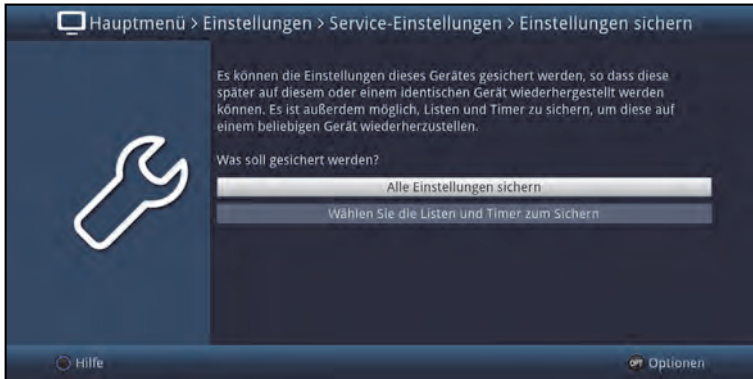 Hauptmenü > Einstellungen > Service-Einstellungen > Einstellungen sichern
Es können die Einstellungen dieses Gerätes gesichert werden, so dass diese
später auf diesem oder einem identischen Gerät wiederhergestellt werden
können. Es ist außerdem möglich, Listen und Timer zu sichern, um diese auf
einem beliebigen Gerät wiederherzustellen.
Was soll gesichert werden?
Alle Einstellungen sichern
Wählen Sie die Listen und Timer zum Sichern
Hilfe
OPT Optionen